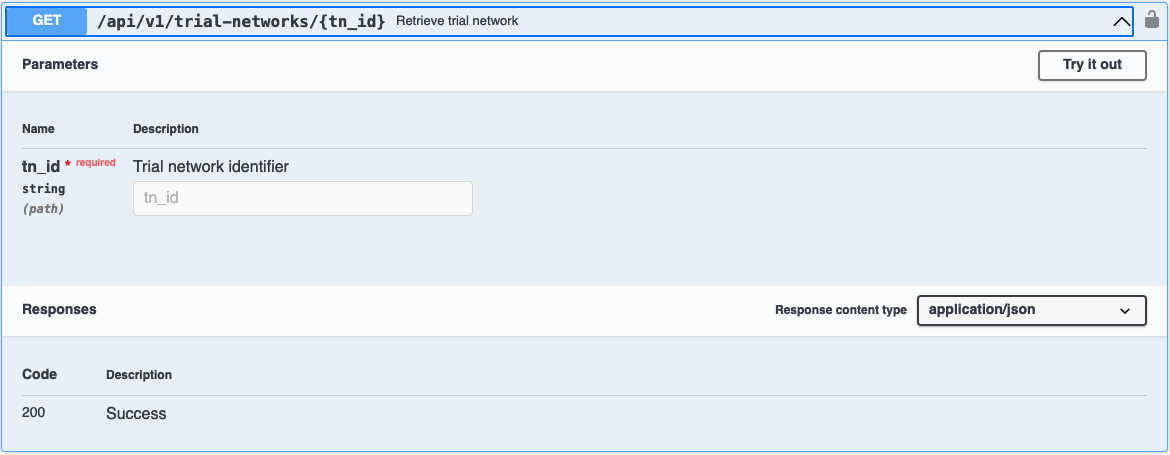 GET /api/v1/trial-networks/{tn_id} Retrieve trial network
Parameters Try it out
Name Description
tn_id * required Trial network identifier
string tn_id
(path)
Responses Response content type application/json
Code Description
200 Success